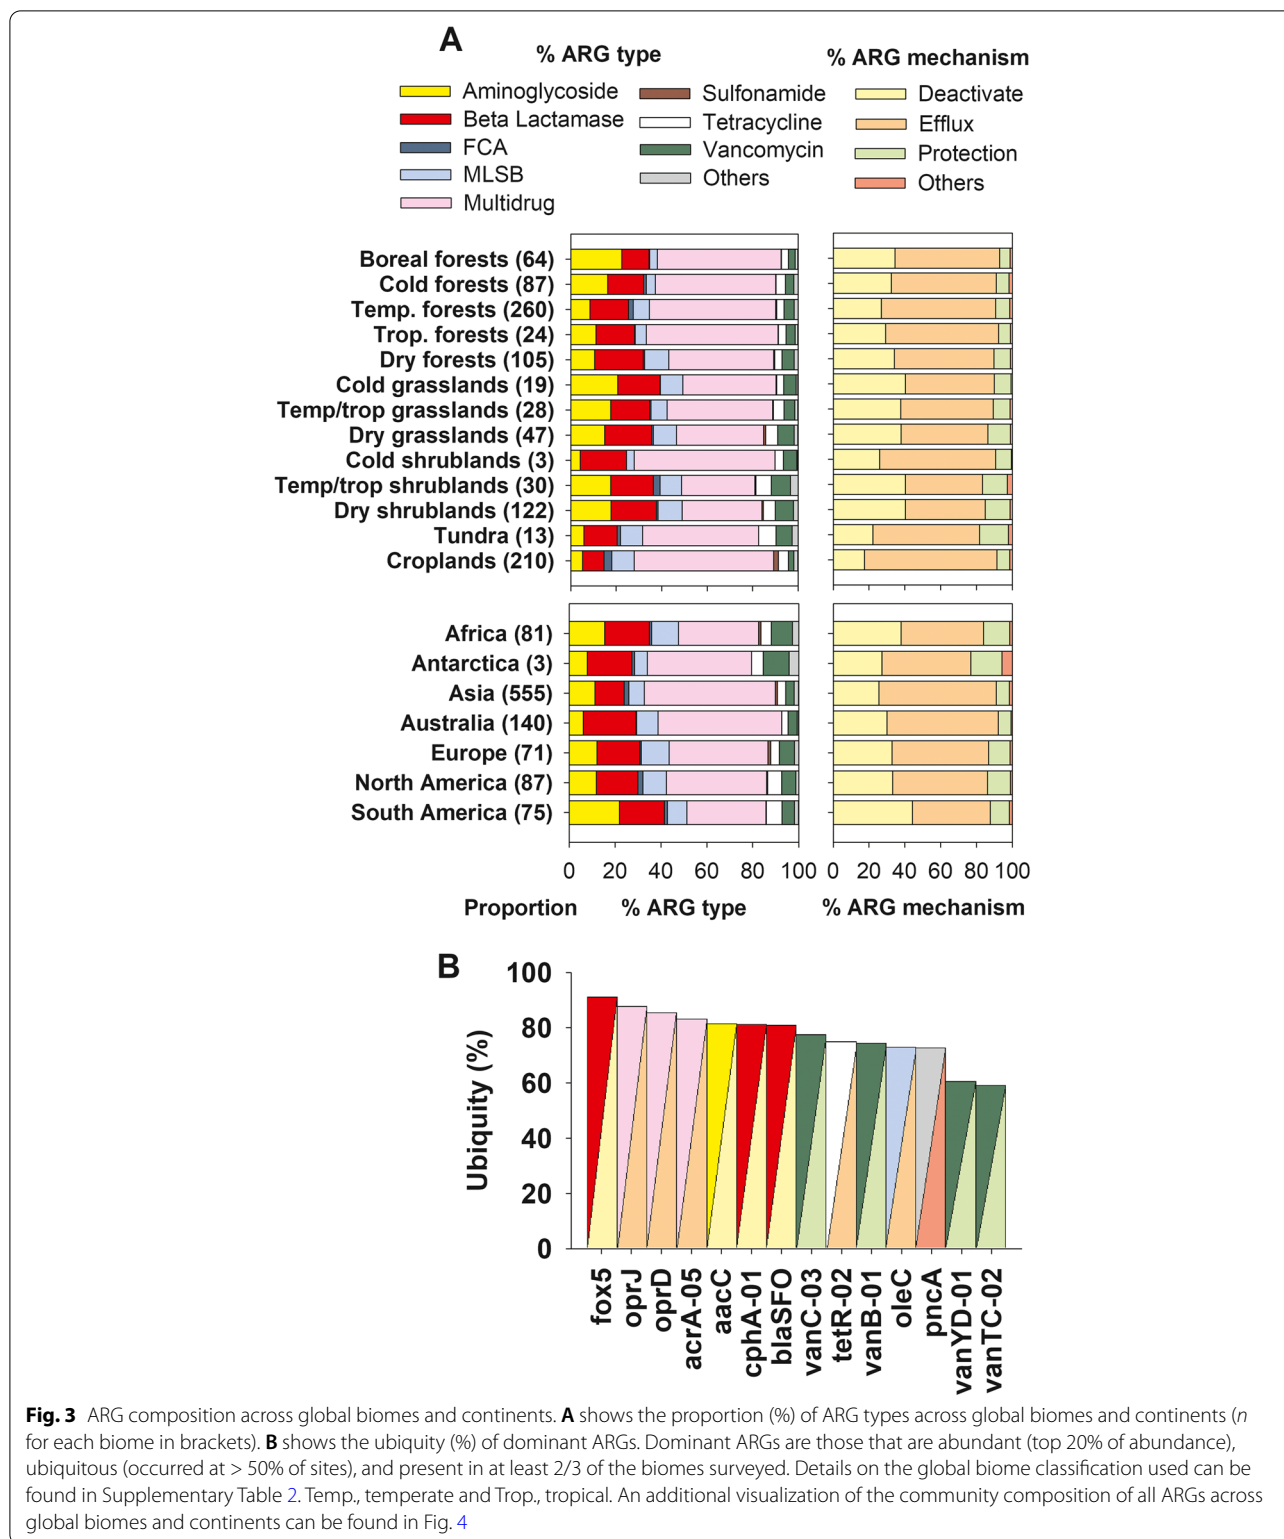 A
% ARG type
% ARG mechanism
Aminoglycoside
Beta Lactamase
FCA
MLSB
Multidrug
Sulfonamide
Tetracycline
Vancomycin
Others
Deactivate
Efflux
Protection
Others
Boreal forests (64)
Cold forests (87)
Temp. forests (260)
Trop. forests (24)
Dry forests (105)
Cold grasslands (19)
Temp/trop grasslands (28)
Dry grasslands (47)
Cold shrublands (3)
Temp/trop shrublands (30)
Dry shrublands (122)
Tundra (13)
Croplands (210)
Africa (81)
Antarctica (3)
Asia (555)
Australia (140)
Europe (71)
North America (87)
South America (75)
0 20 40 60 80 100 0 20 40 60 80 100
Proportion % ARG type % ARG mechanism
B
Ubiquity (%)
100
80
60
40
20
0
fox5
oprJ
oprD
acrA-05
aacC
cphA-01
blaSFO
vanC-03
tetR-02
vanB-01
oleC
pncA
vanYD-01
vanTC-02
Fig. 3 ARG composition across global biomes and continents. A shows the proportion (%) of ARG types across global biomes and continents (n
for each biome in brackets). B shows the ubiquity (%) of dominant ARGs. Dominant ARGs are those that are abundant (top 20% of abundance),
ubiquitous (occurred at > 50% of sites), and present in at least 2/3 of the biomes surveyed. Details on the global biome classification used can be
found in Supplementary Table 2. Temp., temperate and Trop., tropical. An additional visualization of the community composition of all ARGs across
global biomes and continents can be found in Fig. 4